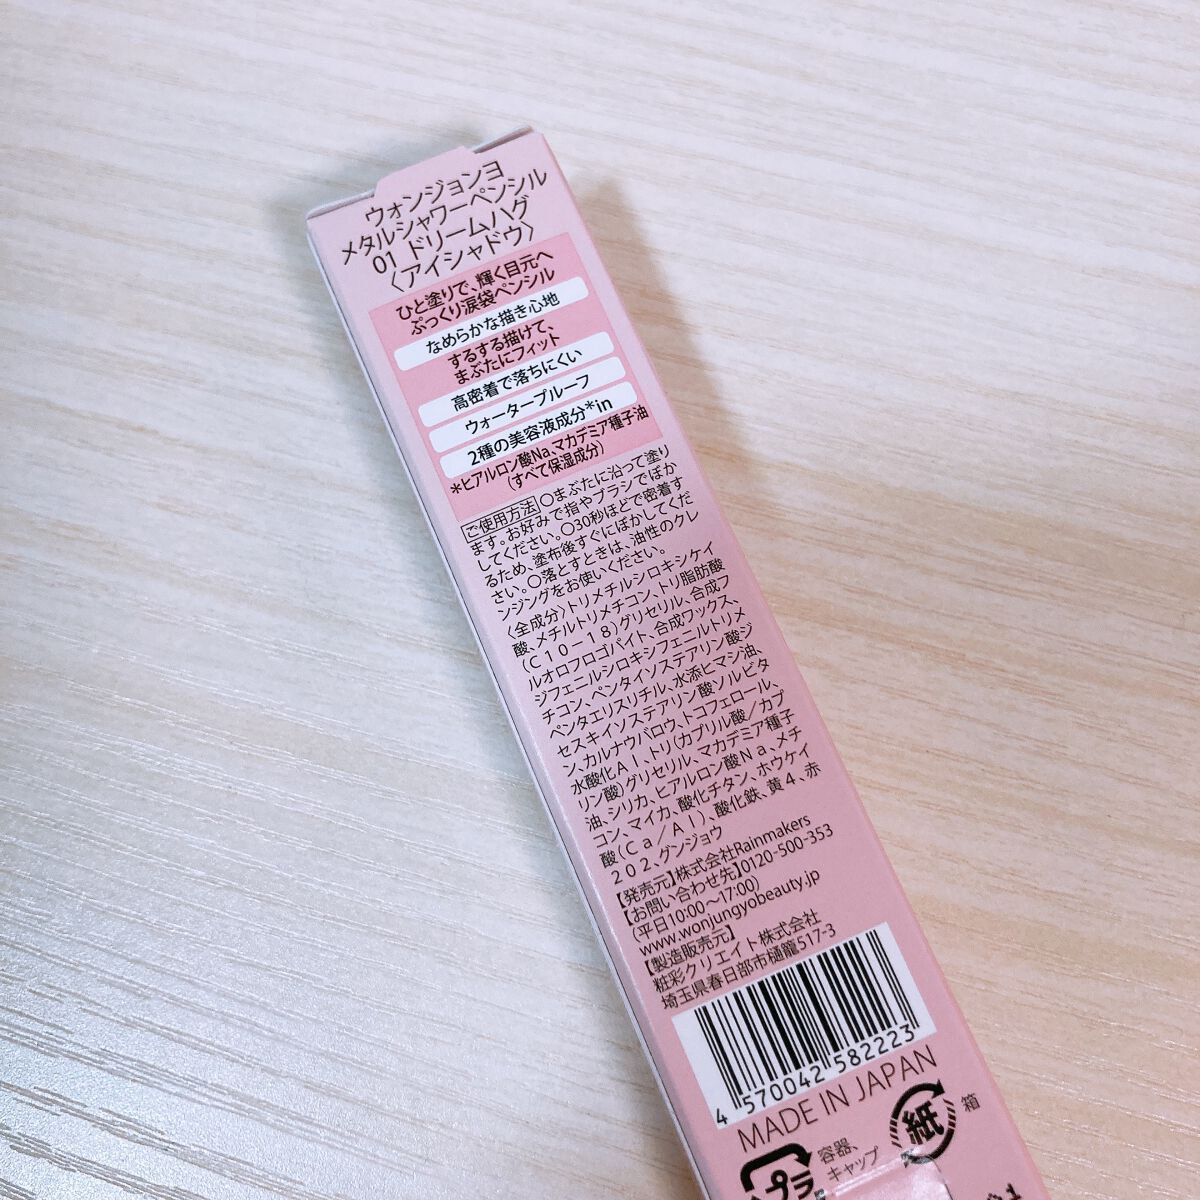 ウォンジョンヨ
メタルシャワーペンシル
01 ドリームハグ
〈アイシャドウ〉
ひと塗りで、輝く目元へ
ぷっくり涙袋ペンシル
なめらかな描き心地
するする描けて、
まぶたにフィット
高密着で落ちにくい
ウォータープルーフ
2種の美容液成分*in
*ヒアルロン酸Na、マカデミア種子油
(すべて保湿成分)
ご使用方法 〇まぶたに沿って塗り
ます。お好みで指やブラシでぼか
してください。〇30秒ほどで密着す
るため、塗布後すぐにぼかしてくだ
さい。〇落とすときは、油性のクレ
ンジングをお使いください。
〈全成分〉トリメチルシロキシケイ
酸、メチルトリメチコン、トリ脂肪酸
(C10-18)グリセリル、合成フ
ルオロフロゴパイト、合成ワックス、
ジフェニルシロキシフェニルトリメ
チコン、ペンタイソステアリン酸ジ
ペンタエリスリチル、水添ヒマシ油、
セスキイソステアリン酸ソルビタ
ン、カルナウバロウ、トコフェロール、
水酸化Al、トリ(カプリル酸/カプ
リン酸)グリセリル、マカデミア種子
油、シリカ、ヒアルロン酸Na、メチ
コン、マイカ、酸化チタン、ホウケイ
酸(Ca/Al)、酸化鉄、黄4、赤
202、グンジョウ
【発売元】株式会社Rainmakers
【お問い合わせ先】0120-500-353
(平日10:00〜17:00)
www.wonjungyobeauty.jp
【製造販売元】
粧彩クリエイト株式会社
埼玉県春日部市樋籠517-3
4 570042 582223
MADE IN JAPAN
紙 箱
プラ 容器、
キャップ